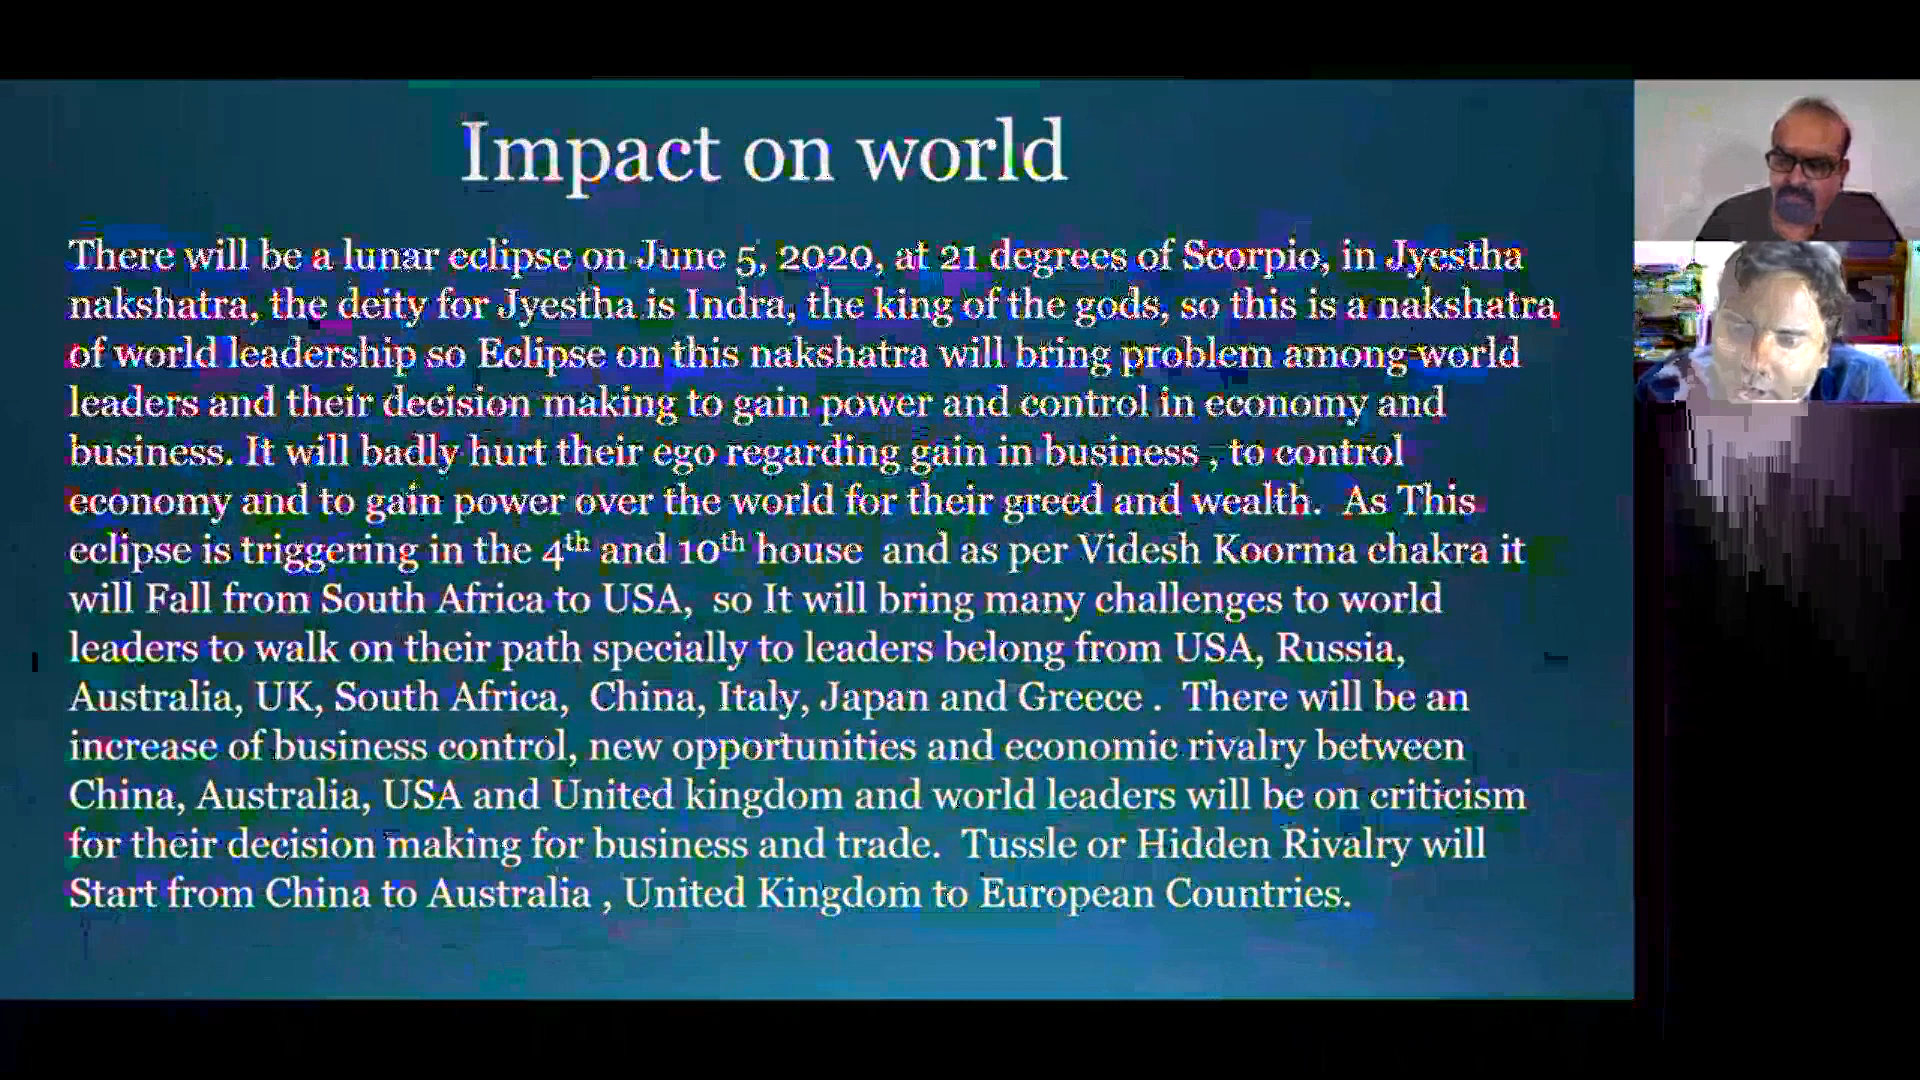 Impact on world
There will be a lunar eclipse on June 5, 2020, at 21 degrees of Scorpio, in Jyestha
nakshatra, the deity for Jyestha is Indra, the king of the gods, so this is a nakshatra
of world leadership so Eclipse on this nakshatra will bring problem among world
leaders and their decision making to gain power and control in economy and
business. It will badly hurt their ego regarding gain in business , to control
economy and to gain power over the world for their greed and wealth.  As This
eclipse is triggering in the 4th and 10th house  and as per Videsh Koorma chakra it
will Fall from South Africa to USA,  so It will bring many challenges to world
leaders to walk on their path specially to leaders belong from USA, Russia,
Australia, UK, South Africa,  China, Italy, Japan and Greece .  There will be an
increase of business control, new opportunities and economic rivalry between
China, Australia, USA and United kingdom and world leaders will be on criticism
for their decision making for business and trade.  Tussle or Hidden Rivalry will
Start from China to Australia , United Kingdom to European Countries.